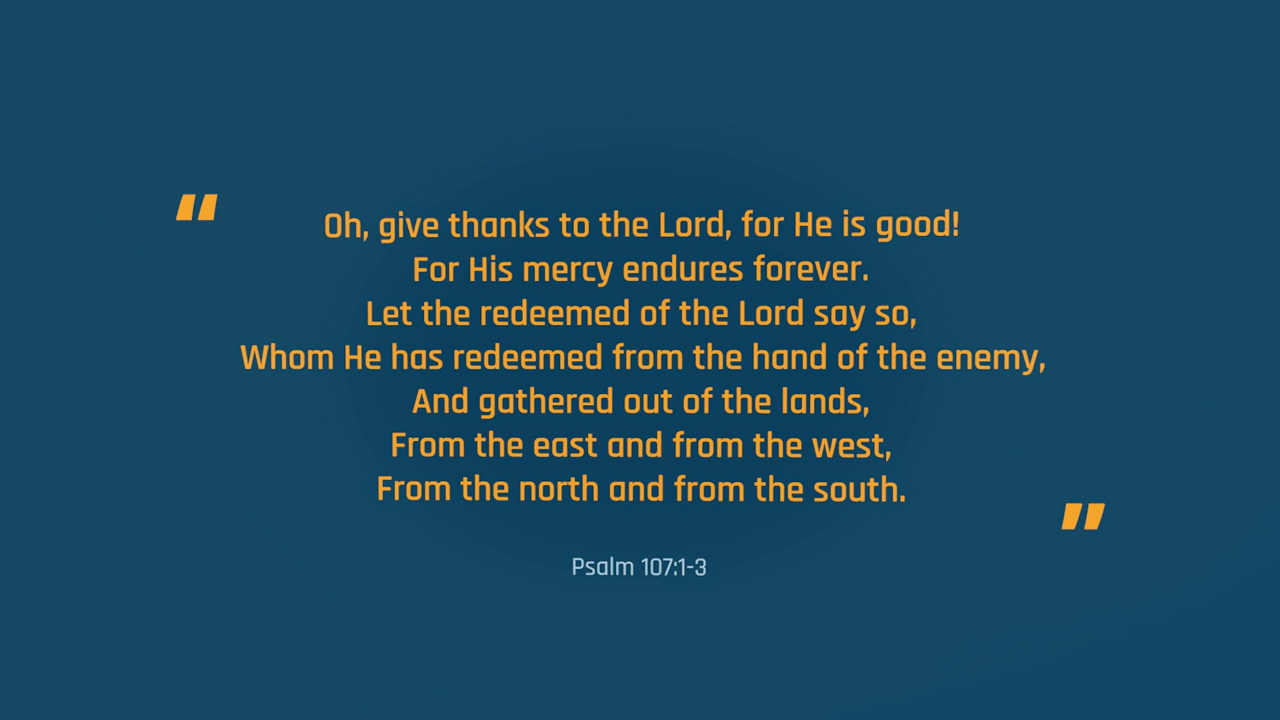 "
Oh, give thanks to the Lord, for He is good!
For His mercy endures forever.
Let the redeemed of the Lord say so,
Whom He has redeemed from the hand of the enemy,
And gathered out of the lands,
From the east and from the west,
From the north and from the south.
"
Psalm 107:1-3